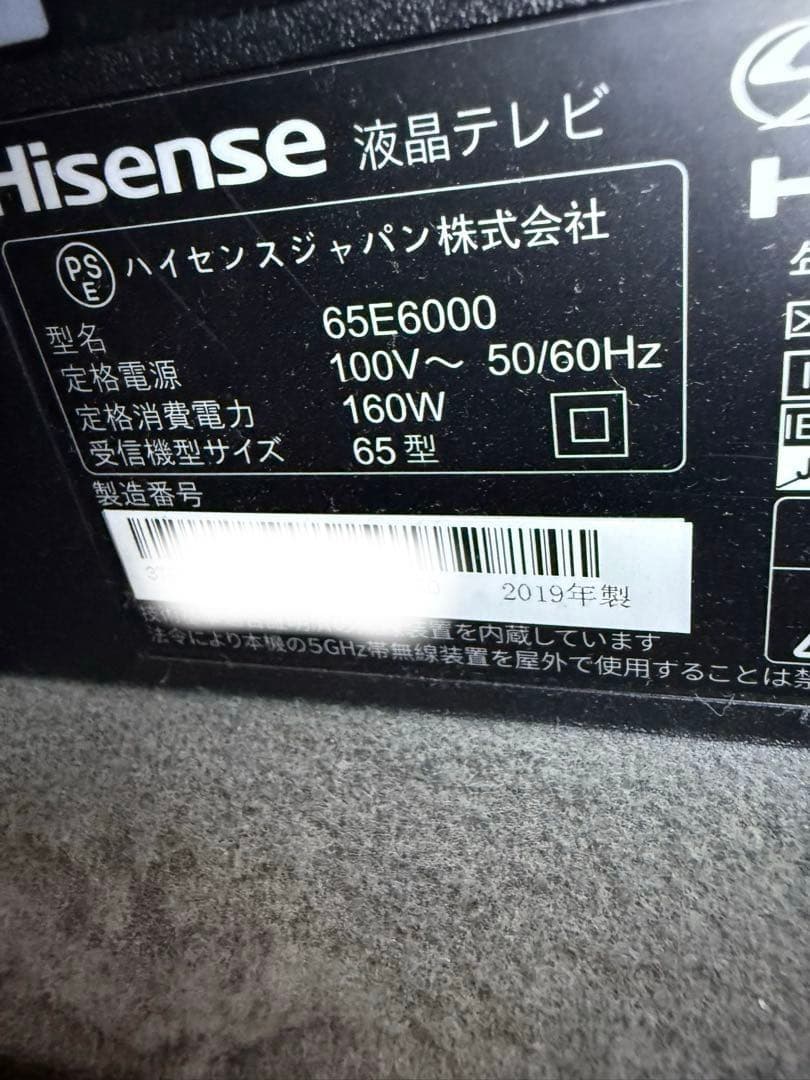 Hisense 液晶テレビ
PSE ハイセンスジャパン株式会社
型名 65E6000
定格電源 100V～ 50/60Hz
定格消費電力 160W
受信機型サイズ 65型
製造番号
2019年製
装置を内蔵しています
法令により本機の5GHz帯無線装置を屋外で使用することは禁